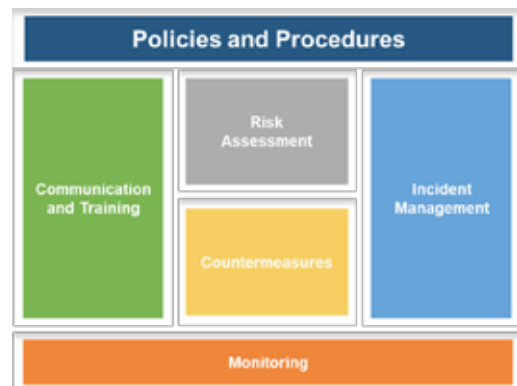 Policies and Procedures
Communication
and Training
Risk
Assessment
Countermeasures
Incident
Management
Monitoring